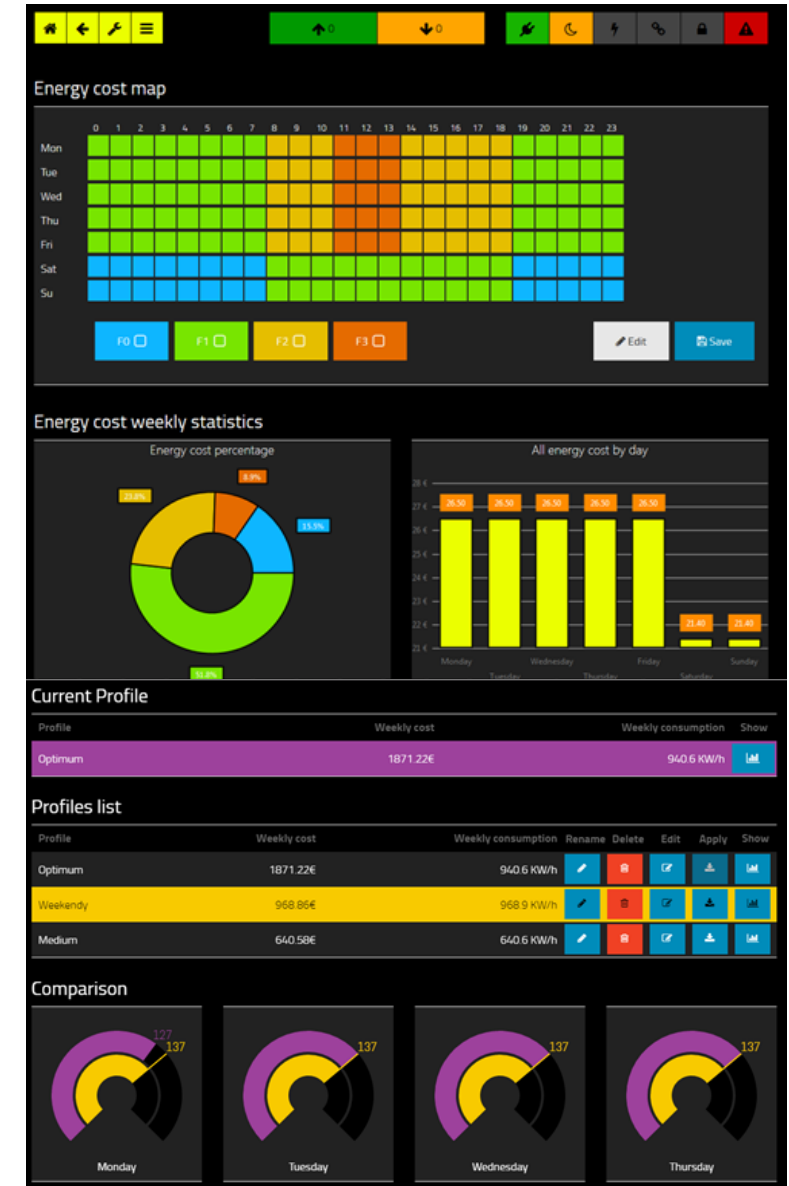 0 0
Energy cost map
0 1 2 3 4 5 6 7 8 9 10 11 12 13 14 15 16 17 18 19 20 21 22 23
Mon
Tue
Wed
Thu
Fri
Sat
Su
F0 F1 F2 F3 Edit Save
Energy cost weekly statistics
Energy cost percentage
8.9%
23.8%
15.5%
51.8%
All energy cost by day
28 €
27 €
26 €
25 €
24 €
23 €
22 €
21 €
26.50 26.50 26.50 26.50 26.50
21.40 21.40
Monday Wednesday Friday Sunday
Tuesday Thursday Saturday
Current Profile
Profile Weekly cost Weekly consumption Show
Optimum 1871.22€ 940.6 KW/h
Profiles list
Profile Weekly cost Weekly consumption Rename Delete Edit Apply Show
Optimum 1871.22€ 940.6 KW/h
Weekendy 968.86€ 968.9 KW/h
Medium 640.58€ 640.6 KW/h
Comparison
127
137 137 137 137
Monday Tuesday Wednesday Thursday